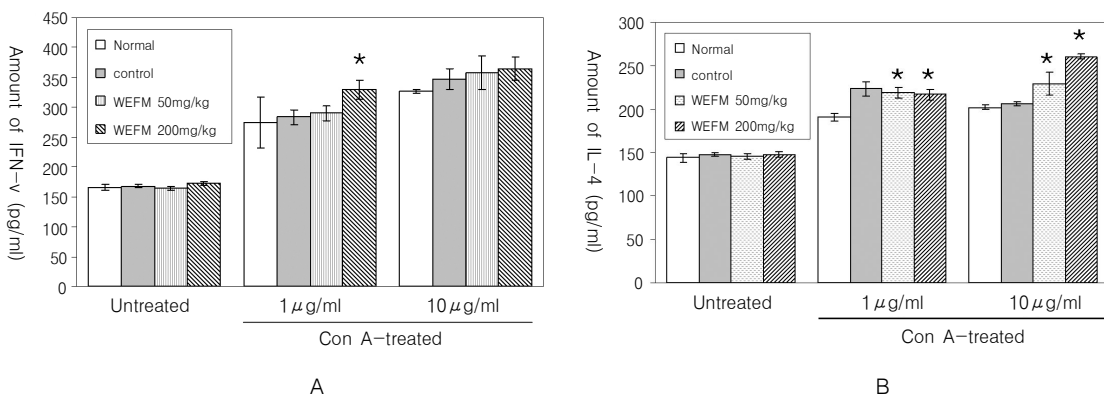 Amount of IFN-v (pg/ml)
450
400
350
300
250
200
150
100
50
0
Normal
control
WEFM 50mg/kg
WEFM 200mg/kg
*
Untreated
1μg/ml
10μg/ml
Con A-treated
A
Amount of IL-4 (pg/ml)
300
250
200
150
100
50
0
Normal
control
WEFM 50mg/kg
WEFM 200mg/kg
* *
* *
Untreated
1μg/ml
10μg/ml
Con A-treated
B